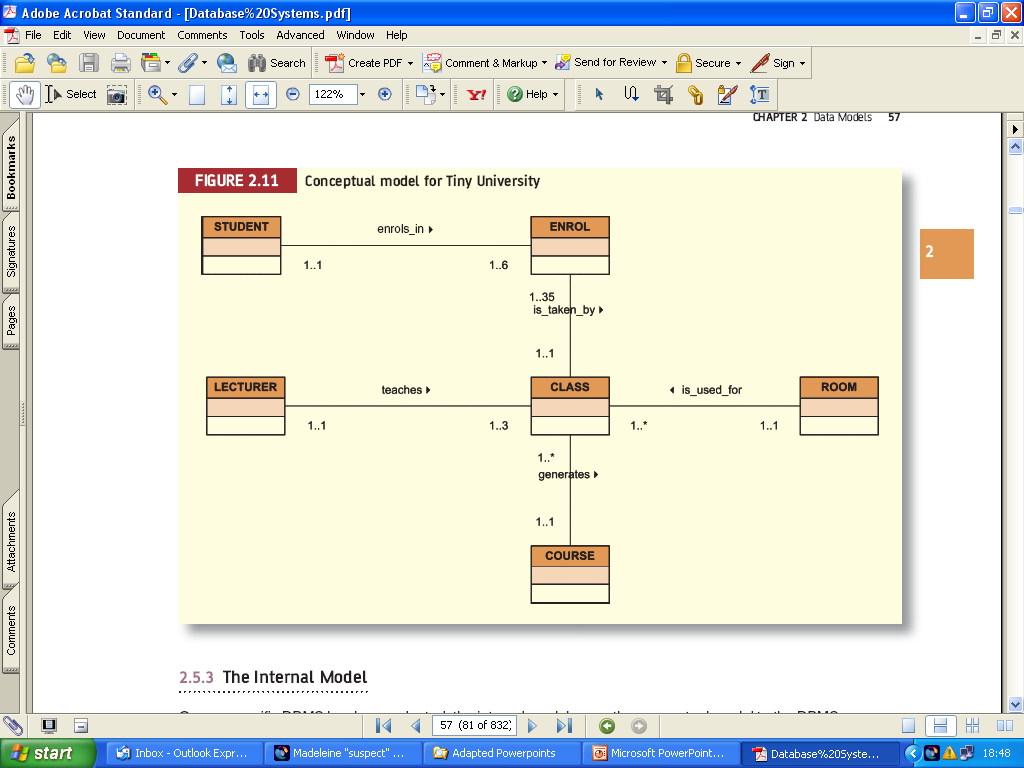 Adobe Acrobat Standard - [Database%20Systems.pdf]
File Edit View Document Comments Tools Advanced Window Help
Search Create PDF Comment & Markup Send for Review Secure Sign
Select 122% Y! Help
Bookmarks
Signatures
Pages
Attachments
Comments
CHAPTER 2 Data Models 57
FIGURE 2.11 Conceptual model for Tiny University
STUDENT enrols_in ENROL
1..1 1..6
2
1..35
is_taken_by
1..1
LECTURER teaches CLASS is_used_for ROOM
1..1 1..3 1..* 1..1
1..*
generates
1..1
COURSE
2.5.3 The Internal Model
57 (81 of 832)
start Inbox - Outlook Expr... Madeleine "suspect" ... Adapted Powerpoints Microsoft PowerPoint... Database%20Syste... 18:48